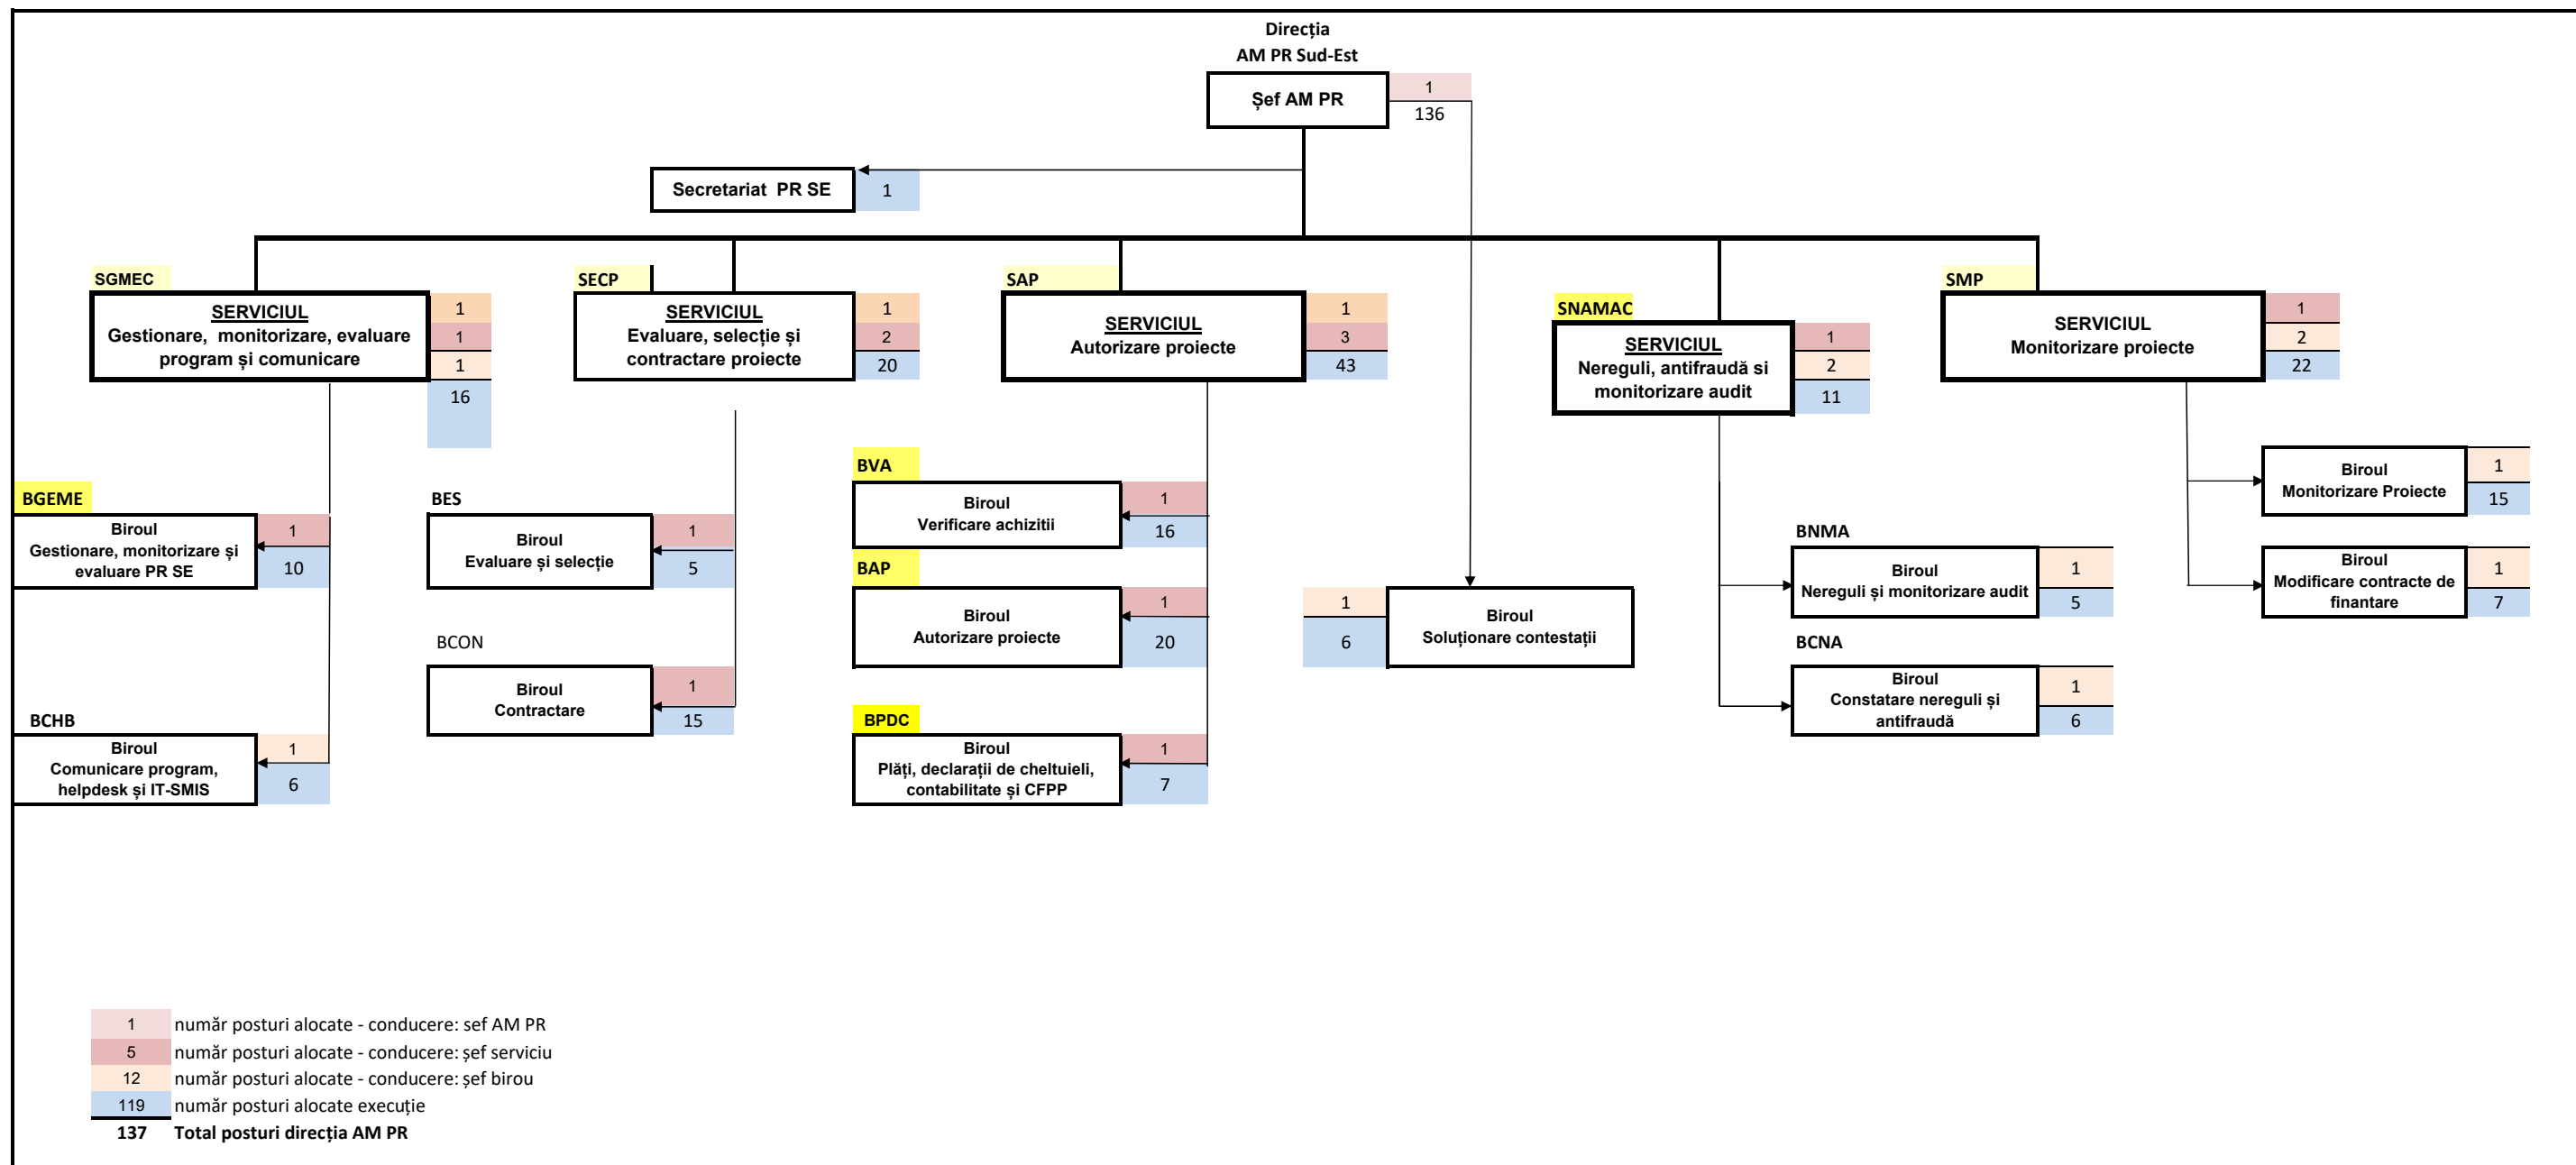 Direcția
AM PR Sud-Est
Șef AM PR
1
136
Secretariat PR SE
1
SGMEC
SERVICIUL
Gestionare, monitorizare, evaluare
program și comunicare
1
1
1
16
SECP
SERVICIUL
Evaluare, selecție și
contractare proiecte
1
2
20
SAP
SERVICIUL
Autorizare proiecte
1
3
43
SNAMAC
SERVICIUL
Nereguli, antifraudă si
monitorizare audit
1
2
11
SMP
SERVICIUL
Monitorizare proiecte
1
2
22
BGEME
Biroul
Gestionare, monitorizare și
evaluare PR SE
1
10
BCHB
Biroul
Comunicare program,
helpdesk și IT-SMIS
1
6
BES
Biroul
Evaluare și selecție
1
5
BCON
Biroul
Contractare
1
15
BVA
Biroul
Verificare achizitii
1
16
BAP
Biroul
Autorizare proiecte
1
20
BPDC
Biroul
Plăți, declarații de cheltuieli,
contabilitate și CFPP
1
7
1
6
Biroul
Soluționare contestații
BNMA
Biroul
Nereguli și monitorizare audit
1
5
BCNA
Biroul
Constatare nereguli și
antifraudă
1
6
Biroul
Monitorizare Proiecte
1
15
Biroul
Modificare contracte de
finantare
1
7
1 număr posturi alocate - conducere: sef AM PR
5 număr posturi alocate - conducere: șef serviciu
12 număr posturi alocate - conducere: șef birou
119 număr posturi alocate execuție
137 Total posturi direcția AM PR